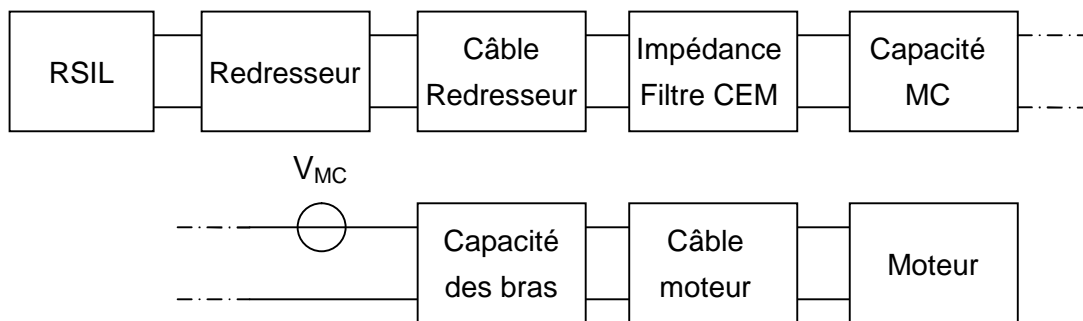 RSIL
Redresseur
Câble
Redresseur
Impédance
Filtre CEM
Capacité
MC
V_MC
Capacité
des bras
Câble
moteur
Moteur